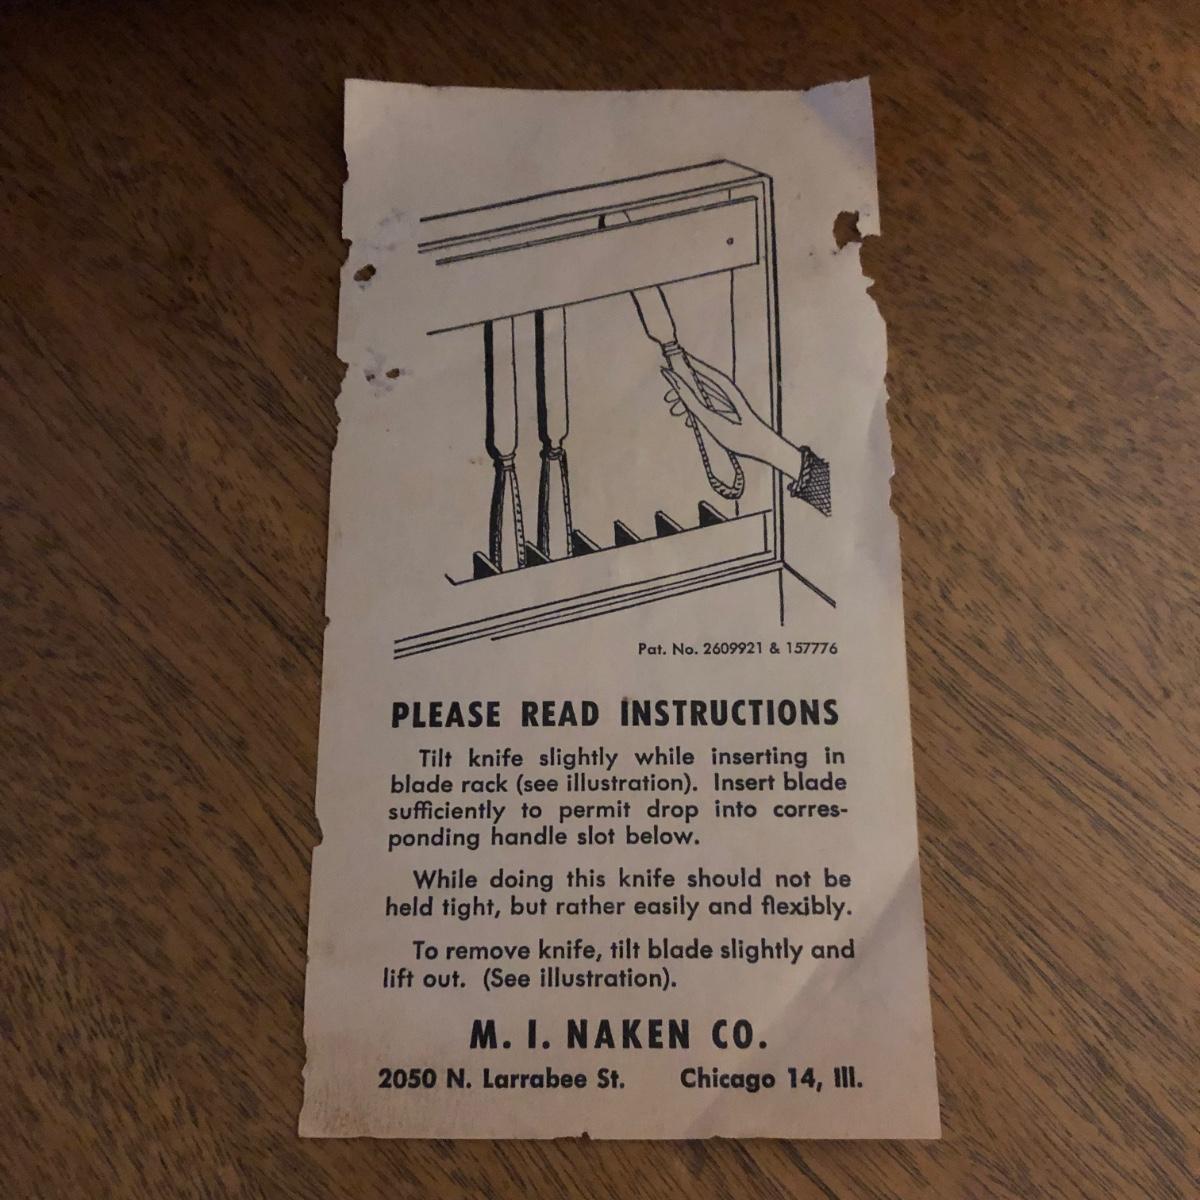 Pat. No. 2609921 & 157776
PLEASE READ INSTRUCTIONS
Tilt knife slightly while inserting in
blade rack (see illustration). Insert blade
sufficiently to permit drop into corres-
ponding handle slot below.
While doing this knife should not be
held tight, but rather easily and flexibly.
To remove knife, tilt blade slightly and
lift out. (See illustration).
M. I. NAKEN CO.
2050 N. Larrabee St. Chicago 14, Ill.